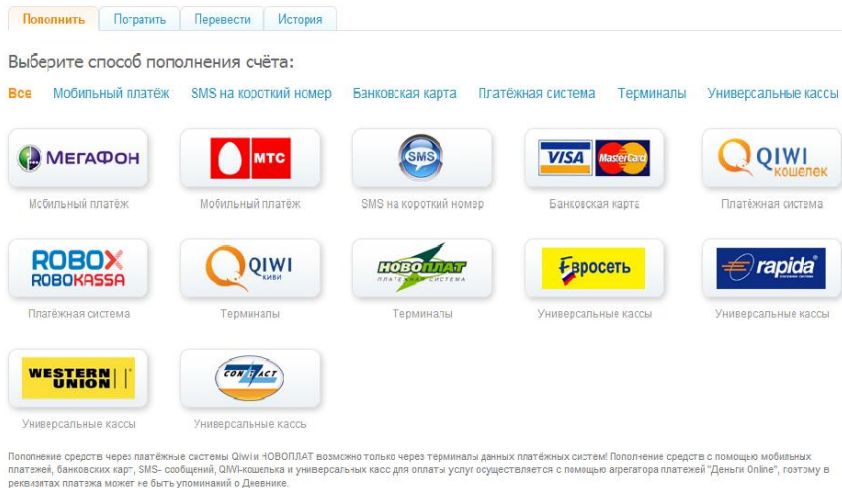 Пополнить Потратить Перевести История
Выберите способ пополнения счёта:
Все Мобильный платёж SMS на короткий номер Банковская карта Платёжная система Терминалы Универсальные кассы
МЕГАФОН МТС SMS VISA MasterCard QIWI КОШЕЛЕК
Мобильный платёж Мобильный платёж SMS на короткий номер Банковская карта Платёжная система
ROBOX ROBOKASSA QIWI КИВИ НОВОПЛАТ ПЛАТЕЖНАЯ СИСТЕМА Евросеть rapida
Платёжная система Терминалы Терминалы Универсальные кассы Универсальные кассы
WESTERN UNION CONTACT
Универсальные кассы Универсальные кассы
Пополнение средств через платёжные системы Qiwi и НОВОПЛАТ возможно только через терминалы данных платёжных систем! Пополнение средств с помощью мобильных
платежей, банковских карт, SMS- сообщений, QIWI-кошелька и универсальных касс для оплаты услуг осуществляется с помощью агрегатора платежей "Деньги Online", поэтому в
реквизитах платежа может не быть упоминаний о Дневнике.